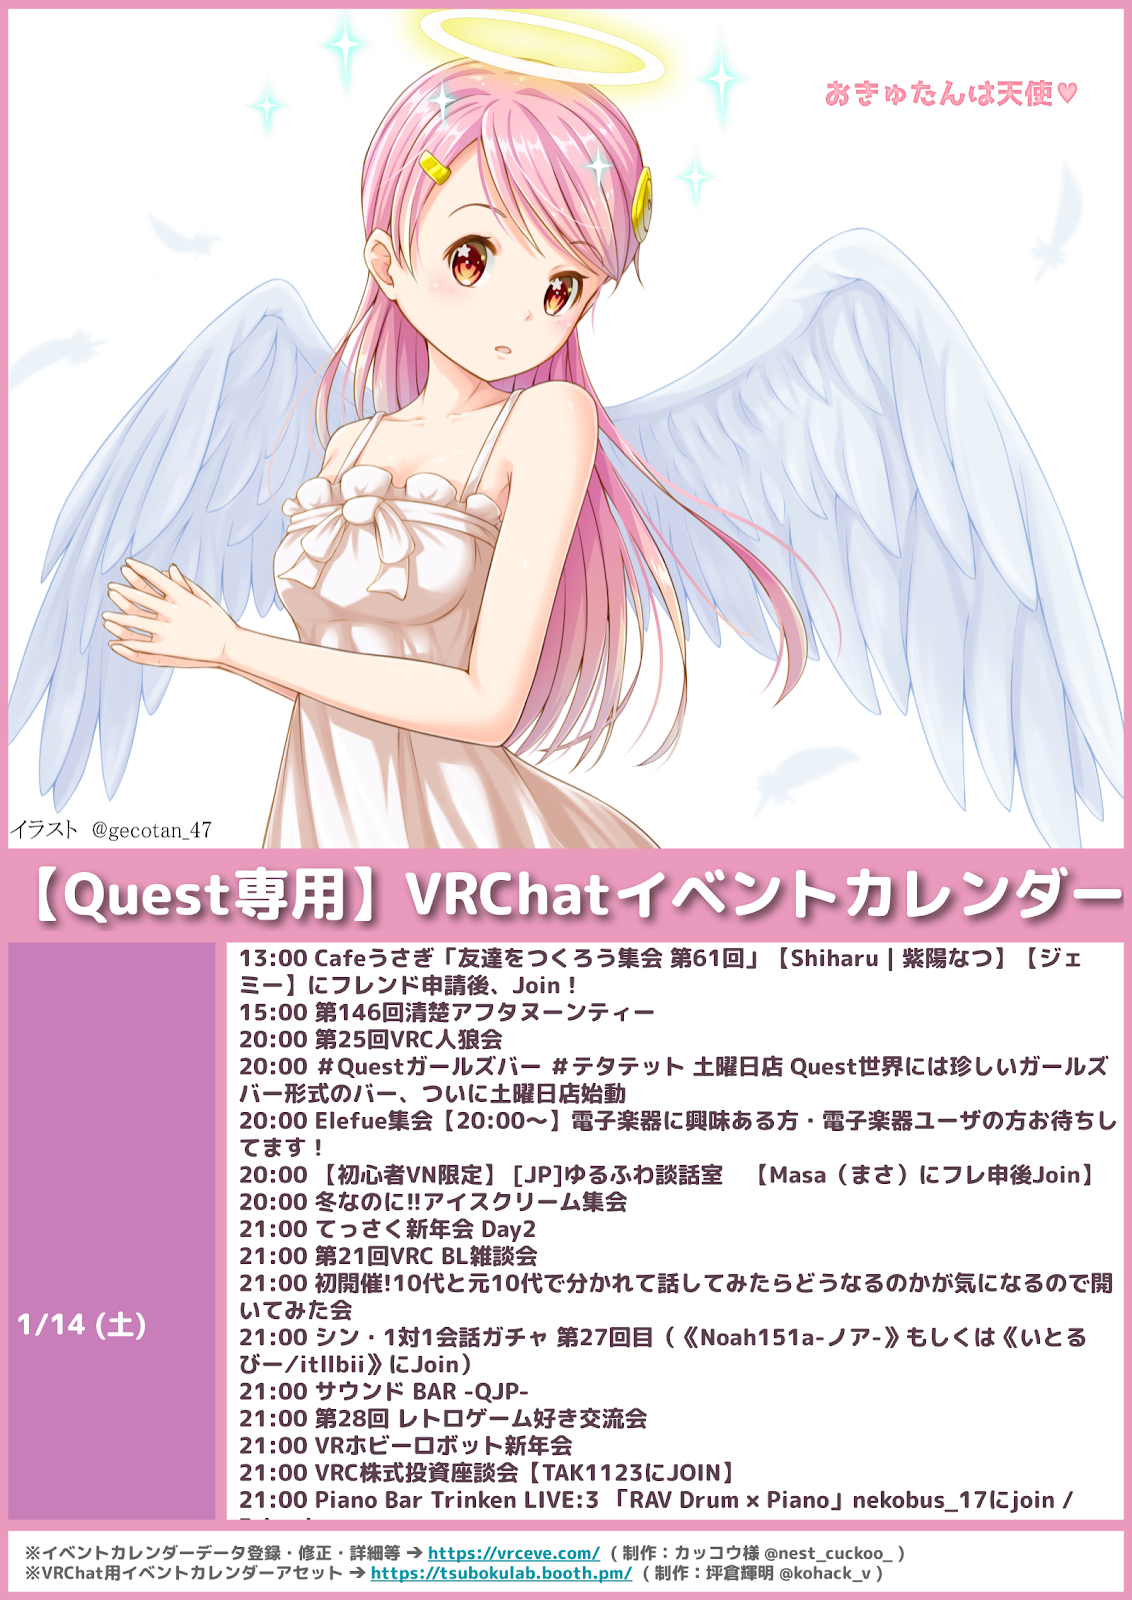 おきゅたんは天使♥
イラスト @gecotan_47
【Quest専用】VRChatイベントカレンダー
1/14 (土)
13:00 Cafeうさぎ「友達をつくろう集会 第61回」【Shiharu | 紫陽なつ】【ジェ
ミー】にフレンド申請後、Join！
15:00 第146回清楚アフタヌーンティー
20:00 第25回VRC人狼会
20:00 ＃Questガールズバー ＃テタテット 土曜日店 Quest世界には珍しいガールズ
バー形式のバー、ついに土曜日店始動
20:00 Elefue集会【20:00～】電子楽器に興味ある方・電子楽器ユーザの方お待ちし
てます！
20:00 【初心者VN限定】 [JP]ゆるふわ談話室　【Masa（まさ）にフレ申後Join】
20:00 冬なのに!!アイスクリーム集会
21:00 てっさく新年会 Day2
21:00 第21回VRC BL雑談会
21:00 初開催!10代と元10代で分かれて話してみたらどうなるのかが気になるので開
いてみた会
21:00 シン・1対1会話ガチャ 第27回目（《Noah151a-ノア-》もしくは《いとる
びー/itllbii》にJoin）
21:00 サウンド BAR -QJP-
21:00 第28回 レトロゲーム好き交流会
21:00 VRホビーロボット新年会
21:00 VRC株式投資座談会【TAK1123にJOIN】
21:00 Piano Bar Trinken LIVE:3 「RAV Drum × Piano」nekobus_17にjoin /
※イベントカレンダーデータ登録・修正・詳細等 ➔ https://vrceve.com/ （制作：カッコウ様 @nest_cuckoo_ ）
※VRChat用イベントカレンダーアセット ➔ https://tsubokulab.booth.pm/ （制作：坪倉輝明 @kohack_v ）